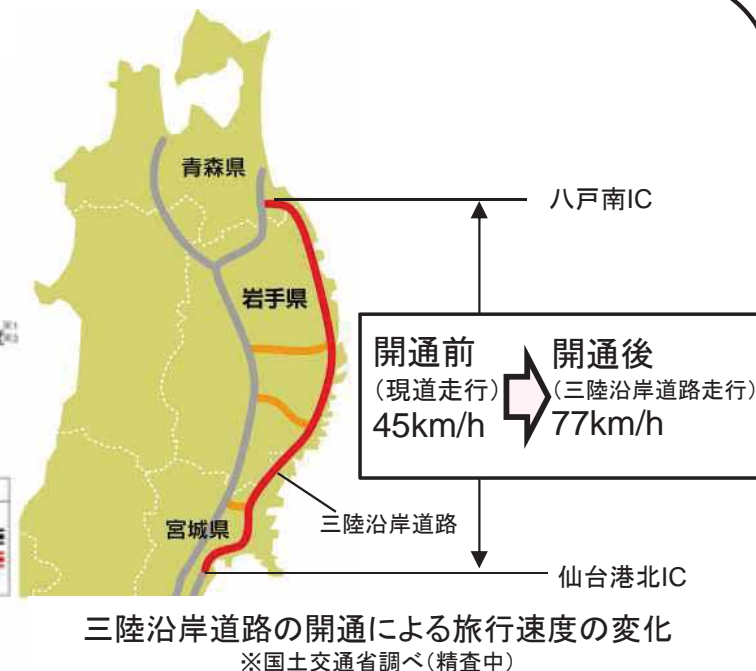 青森県
八戸南IC
岩手県
開通前
(現道走行)
45km/h
開通後
(三陸沿岸道路走行)
77km/h
宮城県
三陸沿岸道路
仙台港北IC
三陸沿岸道路の開通による旅行速度の変化
※国土交通省調べ(精査中)